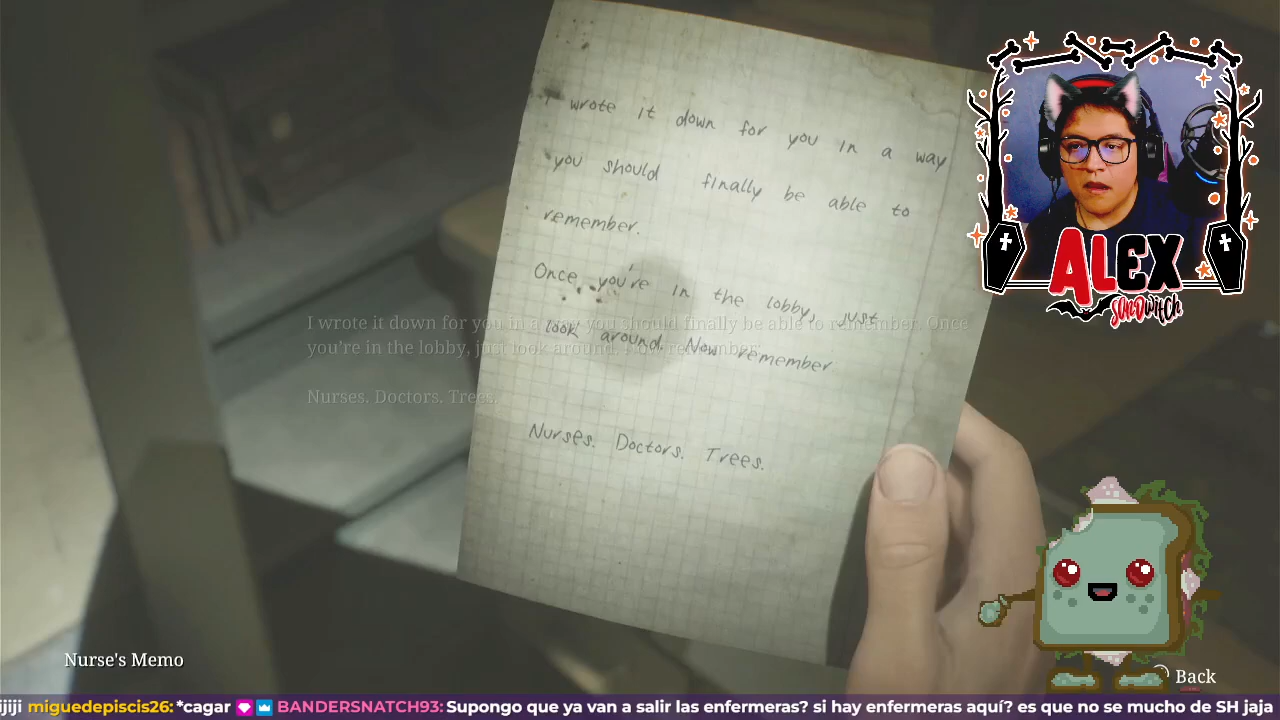 I wrote it down for you in a way
you should finally be able to
remember.
Once you're in the lobby, just
look around. Now remember
Nurses. Doctors. Trees.
I wrote it down for you in a way you should finally be able to remember. Once
you're in the lobby, just look around. Now remember:
Nurses. Doctors. Trees.
ALEX
SANDWITCH
Nurse's Memo
Back
jiji miguedepiscis26: *cagar BANDERSNATCH93: Supongo que ya van a salir las enfermeras? si hay enfermeras aquí? es que no se mucho de SH jaja